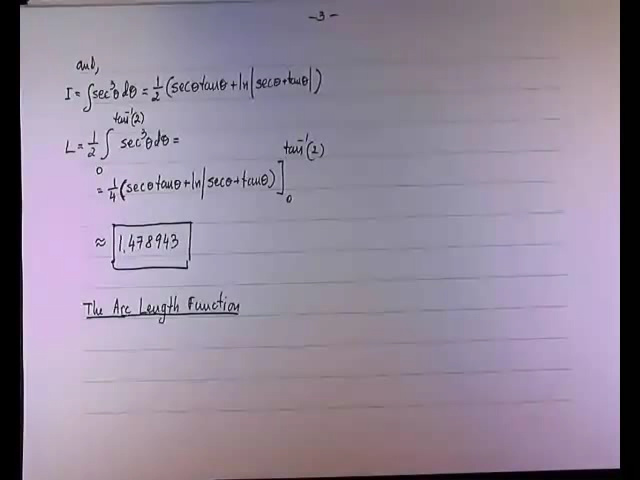 -3-
and,
I = ∫sec³θ dθ = 1/2 (secθ tanθ + ln|secθ + tanθ|)
L = 1/2 ∫₀^{tan⁻¹(2)} sec³θ dθ =
= 1/4 (secθ tanθ + ln|secθ + tanθ)]₀^{tan⁻¹(2)}
≈ 1.478943
The Arc Length Function